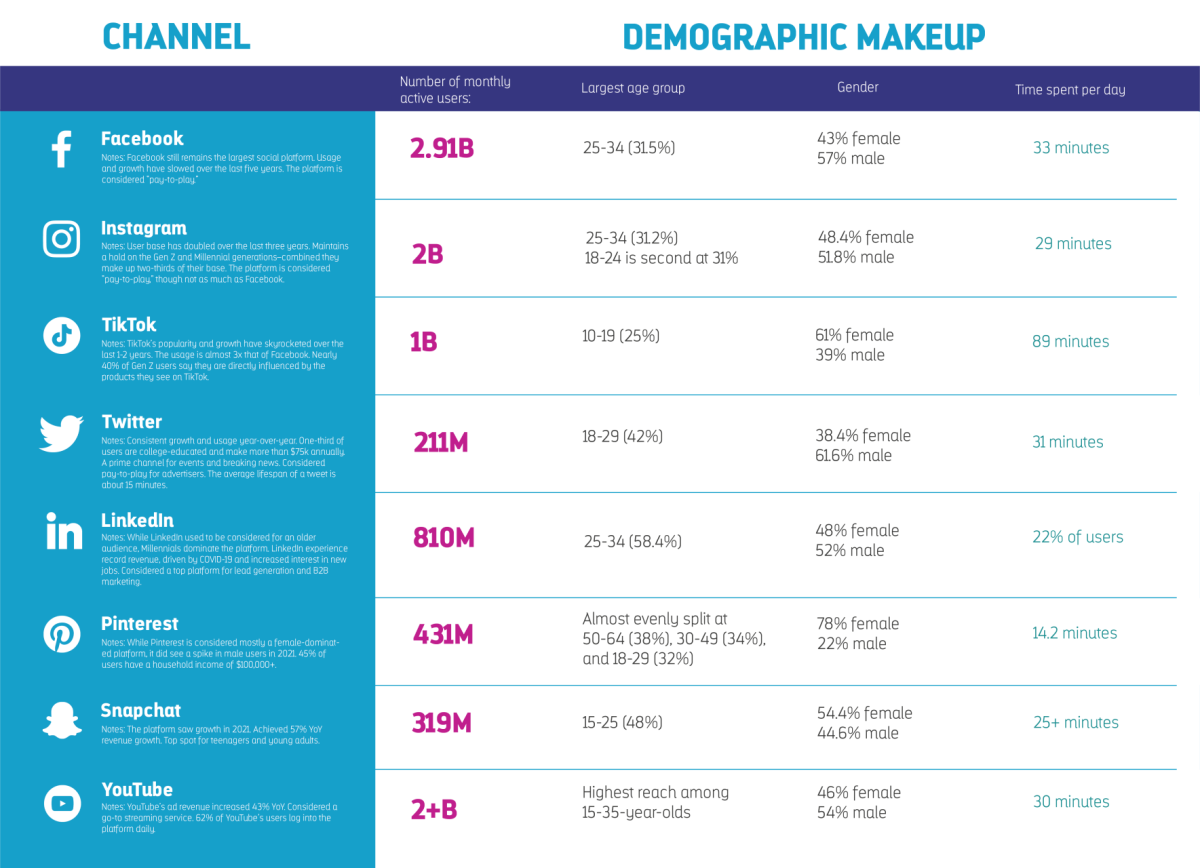 CHANNEL
DEMOGRAPHIC MAKEUP
Number of monthly
active users:
Largest age group
Gender
Time spent per day
Facebook
Notes: Facebook still remains the largest social platform. Usage
and growth have slowed over the last five years. The platform is
considered "pay-to-play."
2.91B
25-34 (31.5%)
43% female
57% male
33 minutes
Instagram
Notes: User base has doubled over the last three years. Maintains
a hold on the Gen Z and Millennial generations–combined they
make up two-thirds of their base. The platform is considered
"pay-to-play," though not as much as Facebook.
2B
25-34 (31.2%)
18-24 is second at 31%
48.4% female
51.8% male
29 minutes
TikTok
Notes: TikTok's popularity and growth have skyrocketed over the
last 1-2 years. The usage is almost 3x that of Facebook. Nearly
40% of Gen Z users say they are directly influenced by the
products they see on TikTok.
1B
10-19 (25%)
61% female
39% male
89 minutes
Twitter
Notes: Consistent growth and usage year-over-year. One-third of
users are college-educated and make more than $75k annually.
A prime channel for events and breaking news. Considered
pay-to-play for advertisers. The average lifespan of a tweet is
about 15 minutes.
211M
18-29 (42%)
38.4% female
61.6% male
31 minutes
LinkedIn
Notes: While LinkedIn used to be considered for an older
audience, Millennials dominate the platform. LinkedIn experience
record revenue, driven by COVID-19 and increased interest in new
jobs. Considered a top platform for lead generation and B2B
marketing.
810M
25-34 (58.4%)
48% female
52% male
22% of users
Pinterest
Notes: While Pinterest is considered mostly a female-dominat-
ed platform, it did see a spike in male users in 2021. 45% of
users have a household income of $100,000+.
431M
Almost evenly split at
50-64 (38%), 30-49 (34%),
and 18-29 (32%)
78% female
22% male
14.2 minutes
Snapchat
Notes: The platform saw growth in 2021. Achieved 57% YoY
revenue growth. Top spot for teenagers and young adults.
319M
15-25 (48%)
54.4% female
44.6% male
25+ minutes
YouTube
Notes: YouTube's ad revenue increased 43% YoY. Considered a
go-to streaming service. 62% of YouTube's users log into the
platform daily.
2+B
Highest reach among
15-35-year-olds
46% female
54% male
30 minutes